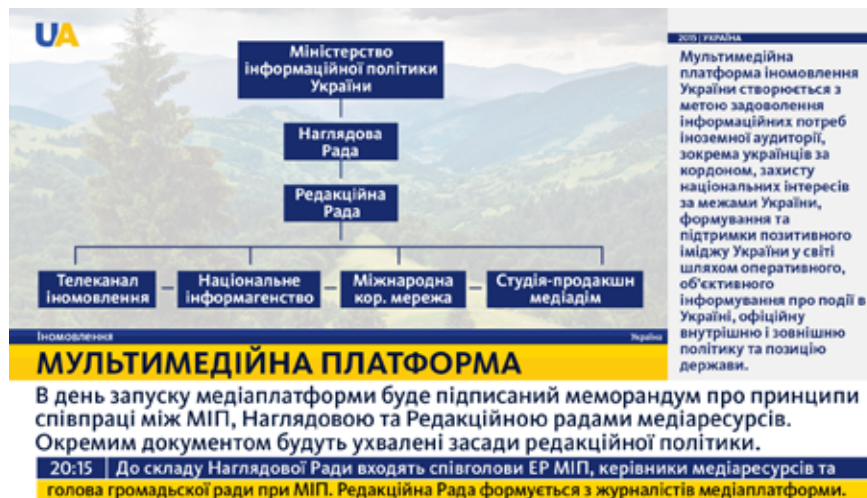 UA
Міністерство
інформаційної політики
України
Наглядова
Рада
Редакційна
Рада
Телеканал
іномовлення
Національне
інформагенство
Міжнародна
кор. мережа
Студія-продакшн
медіадім
2015 | УКРАЇНА
Мультимедійна
платформа іномовлення
України створюється з
метою задоволення
інформаційних потреб
іноземної аудиторії,
зокрема українців за
кордоном, захисту
національних інтересів
за межами України,
формування та
підтримки позитивного
іміджу України у світі
шляхом оперативного,
об'єктивного
інформування про події в
Україні, офіційну
внутрішню і зовнішню
політику та позицію
держави.
Іномовлення
Україна
МУЛЬТИМЕДІЙНА ПЛАТФОРМА
В день запуску медіаплатформи буде підписаний меморандум про принципи
співпраці між МІП, Наглядовою та Редакційною радами медіаресурсів.
Окремим документом будуть ухвалені засади редакційної політики.
20:15 | До складу Наглядової Ради входять співголови ЕР МІП, керівники медіаресурсів та
голова громадської ради при МІП. Редакційна Рада формується з журналістів медіаплатформи.